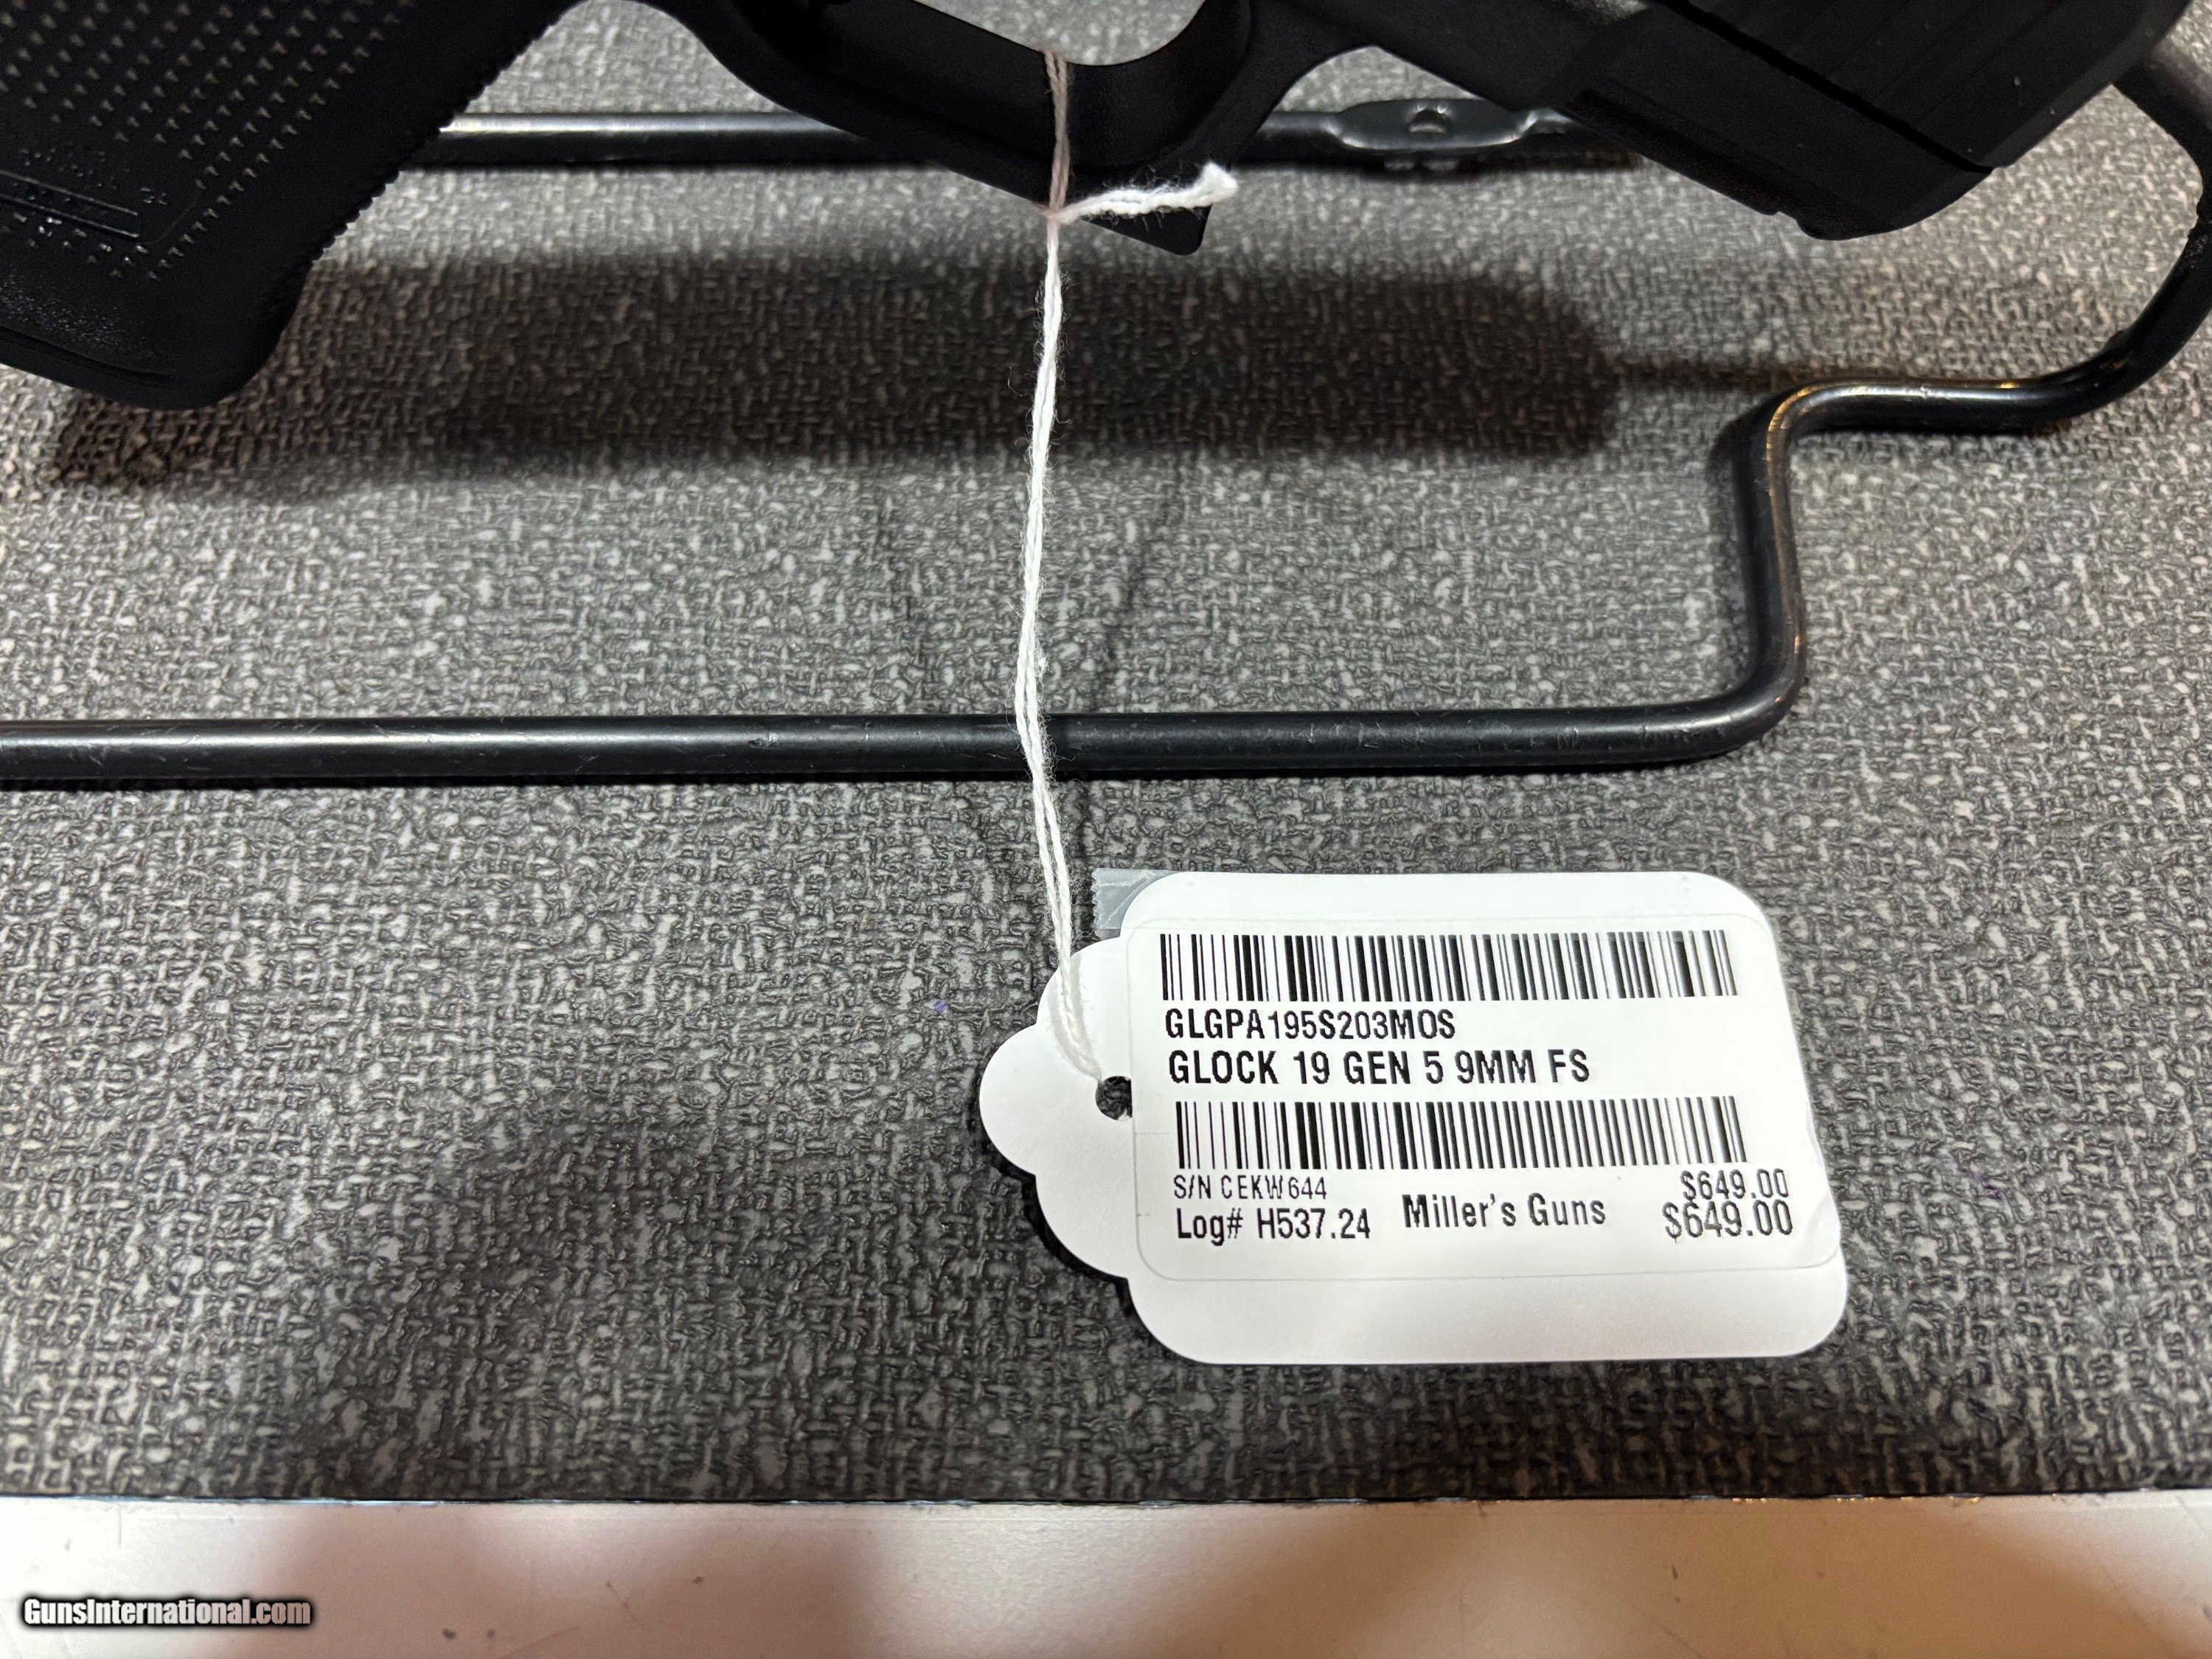 GLGPA195S203MOS
GLOCK 19 GEN 5 9MM FS
S/N CEKW644
$649.00
Log# H537.24
Miller's Guns
$649.00
GunsInternational.com